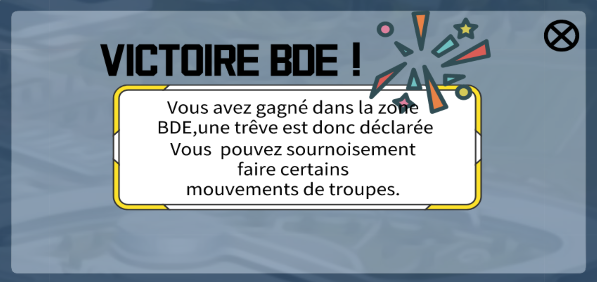 VICTOIRE BDE !
Vous avez gagné dans la zone
BDE,une trêve est donc déclarée
Vous pouvez sournoisement
faire certains
mouvements de troupes.